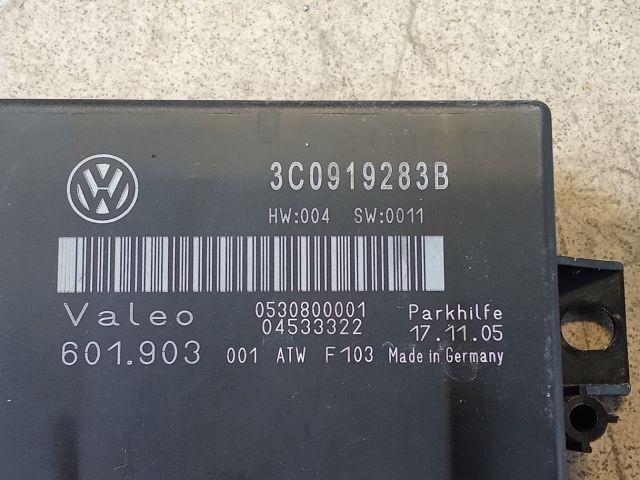 VW
3C0919283B
HW:004 SW:0011
Valeo 0530800001 Parkhilfe
04533322 17.11.05
601.903 001 ATW F103 Made in Germany